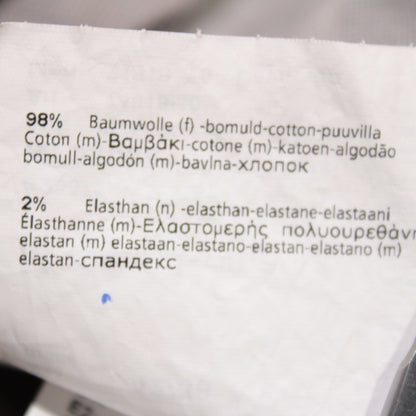 98% Baumwolle (f) -bomuld-cotton-puuvilla
Coton (m)-Βαμβάκι-cotone (m)-katoen-algodão
bomull-algodón (m)-bavlna-хлопок
2% Elasthan (n) -elasthan-elastane-elastaani
Élasthanne (m)-Ελαστομερής πολυουρεθάνη
elastan (m) elastaan-elastano-elastan-elastano (m)
elastan-спандекс